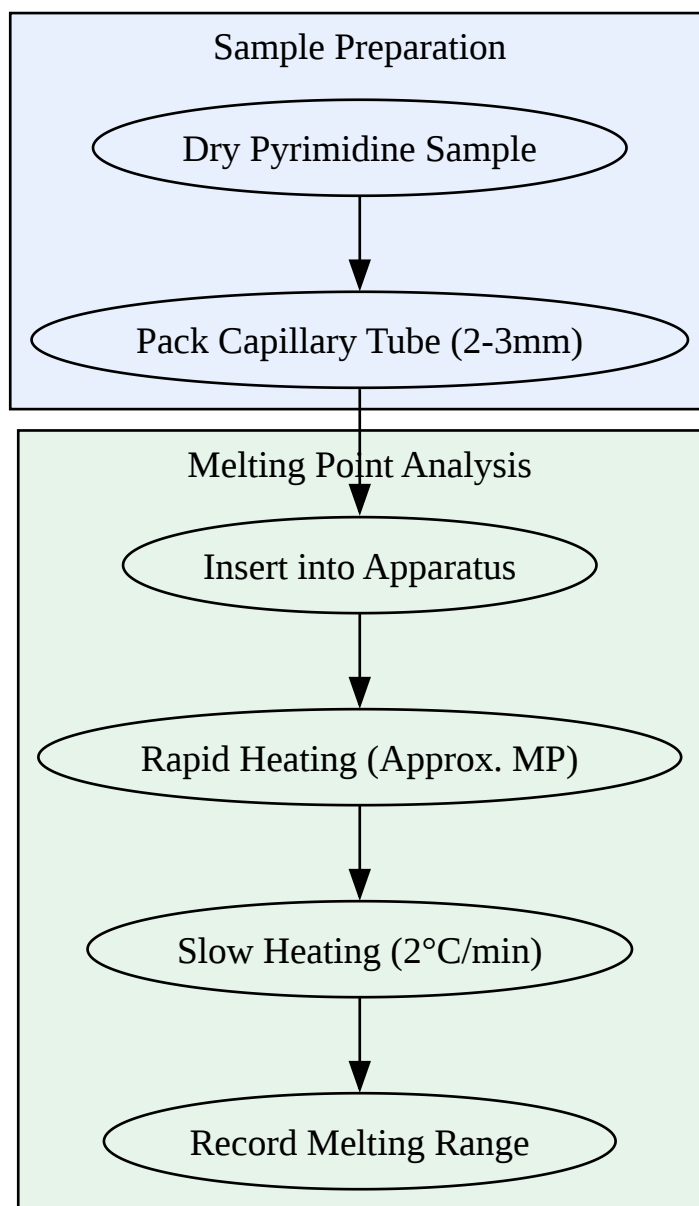 Sample Preparation
Dry Pyrimidine Sample
Pack Capillary Tube (2-3mm)
Melting Point Analysis
Insert into Apparatus
Rapid Heating (Approx. MP)
Slow Heating (2°C/min)
Record Melting Range